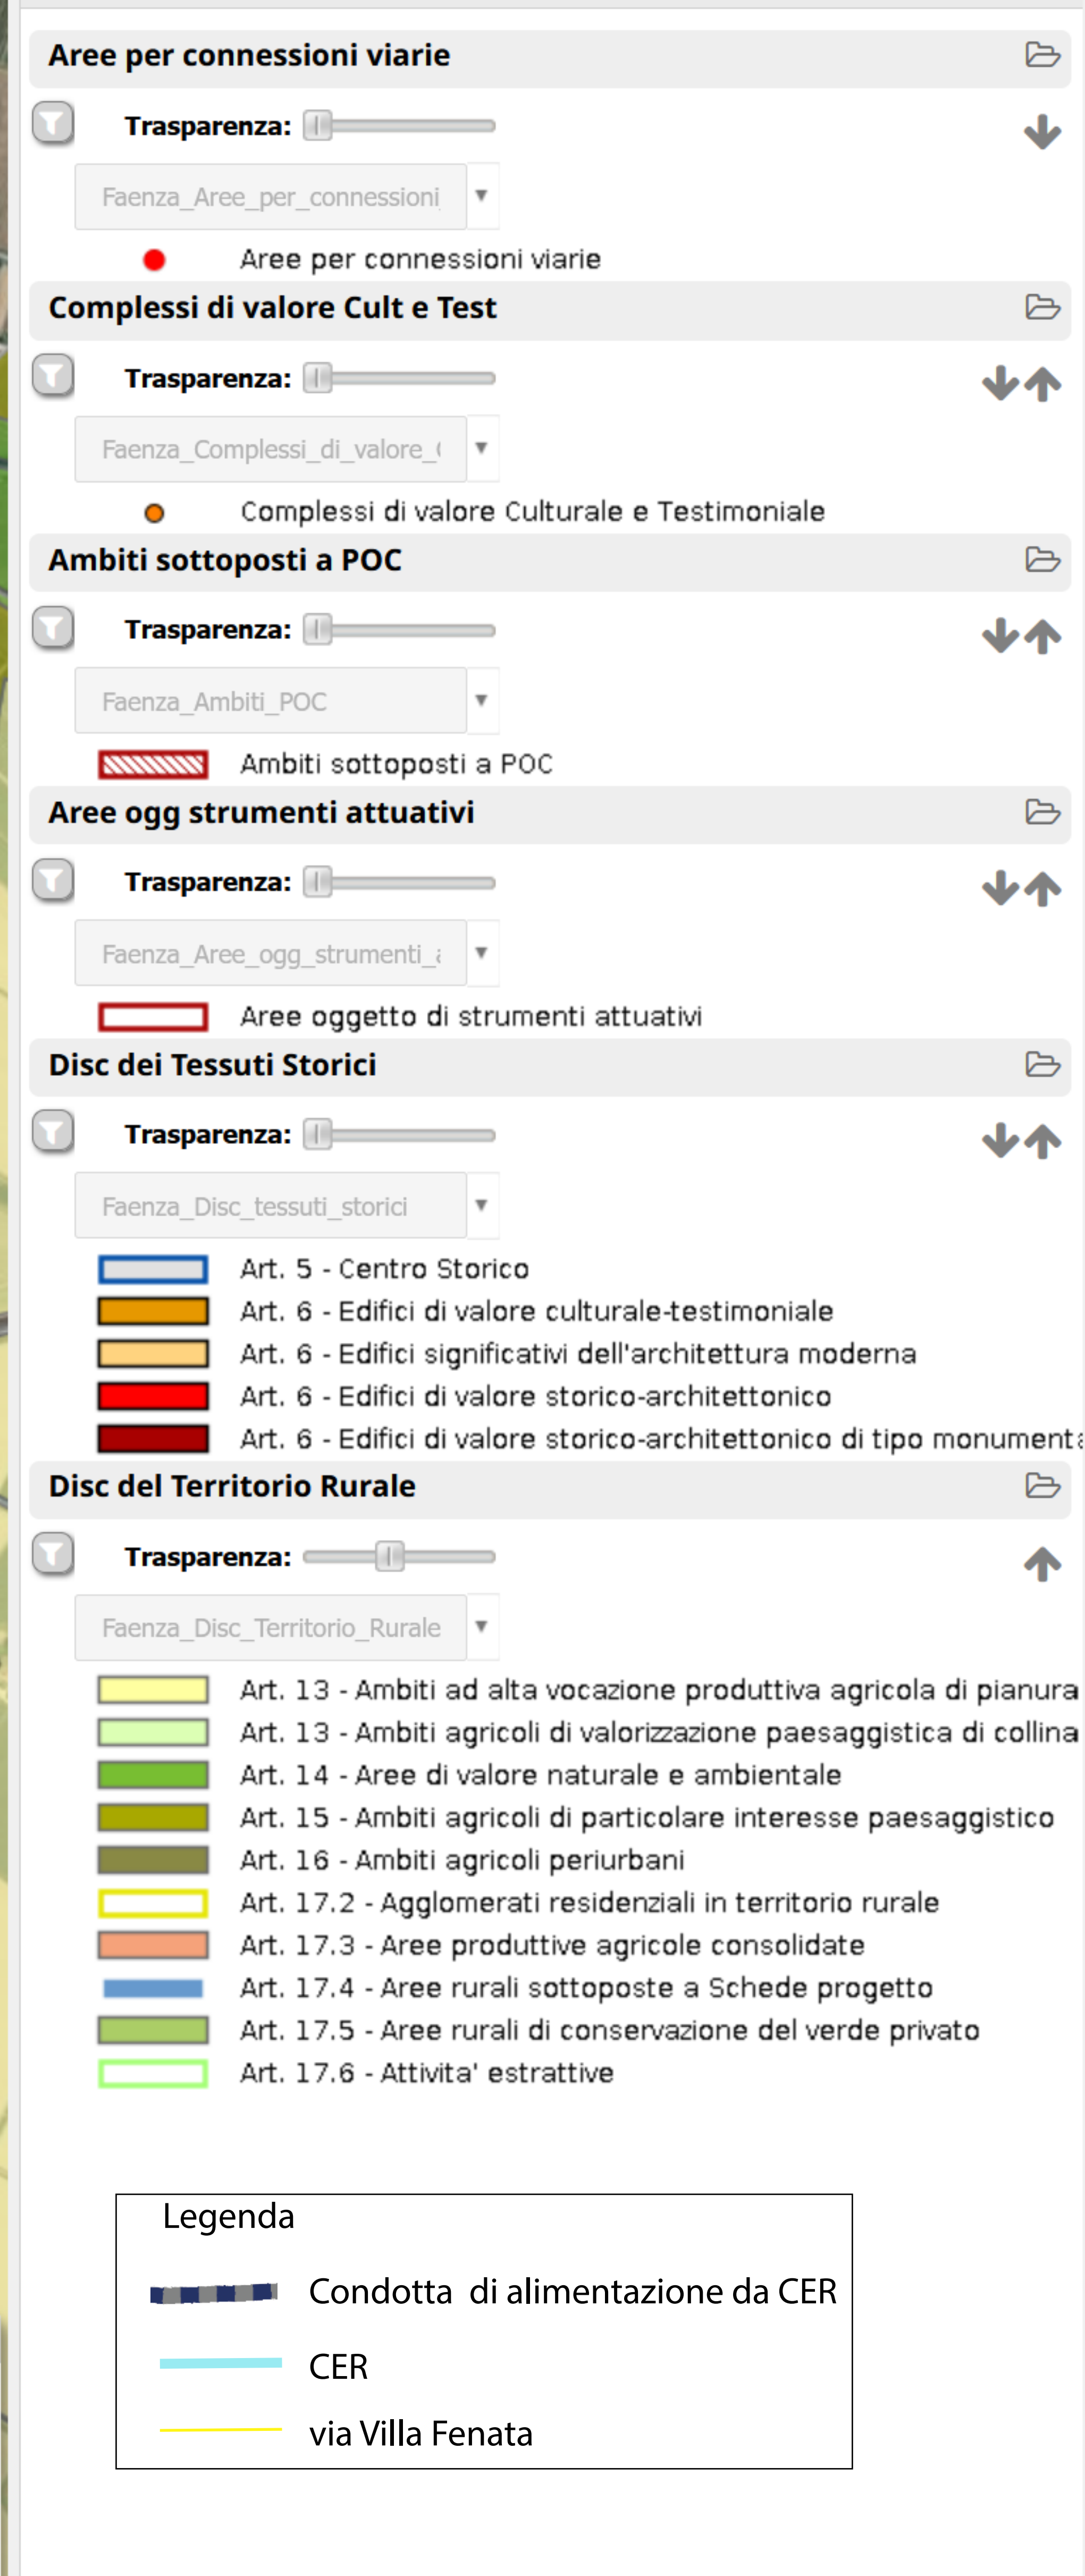 Aree per connessioni viarie
Trasparenza:
Faenza_Aree_per_connessioni_
Aree per connessioni viarie
Complessi di valore Cult e Test
Trasparenza:
Faenza_Complessi_di_valore_
Complessi di valore Culturale e Testimoniale
Ambiti sottoposti a POC
Trasparenza:
Faenza_Ambiti_POC
Ambiti sottoposti a POC
Aree ogg strumenti attuativi
Trasparenza:
Faenza_Aree_ogg_strumenti_
Aree oggetto di strumenti attuativi
Disc dei Tessuti Storici
Trasparenza:
Faenza_Disc_tessuti_storici
Art. 5 - Centro Storico
Art. 6 - Edifici di valore culturale-testimoniale
Art. 6 - Edifici significativi dell'architettura moderna
Art. 6 - Edifici di valore storico-architettonico
Art. 6 - Edifici di valore storico-architettonico di tipo monumenta
Disc del Territorio Rurale
Trasparenza:
Faenza_Disc_Territorio_Rurale
Art. 13 - Ambiti ad alta vocazione produttiva agricola di pianura
Art. 13 - Ambiti agricoli di valorizzazione paesaggistica di collina
Art. 14 - Aree di valore naturale e ambientale
Art. 15 - Ambiti agricoli di particolare interesse paesaggistico
Art. 16 - Ambiti agricoli periurbani
Art. 17.2 - Agglomerati residenziali in territorio rurale
Art. 17.3 - Aree produttive agricole consolidate
Art. 17.4 - Aree rurali sottoposte a Schede progetto
Art. 17.5 - Aree rurali di conservazione del verde privato
Art. 17.6 - Attivita' estrattive
Legenda
Condotta di alimentazione da CER
CER
via Villa Fenata